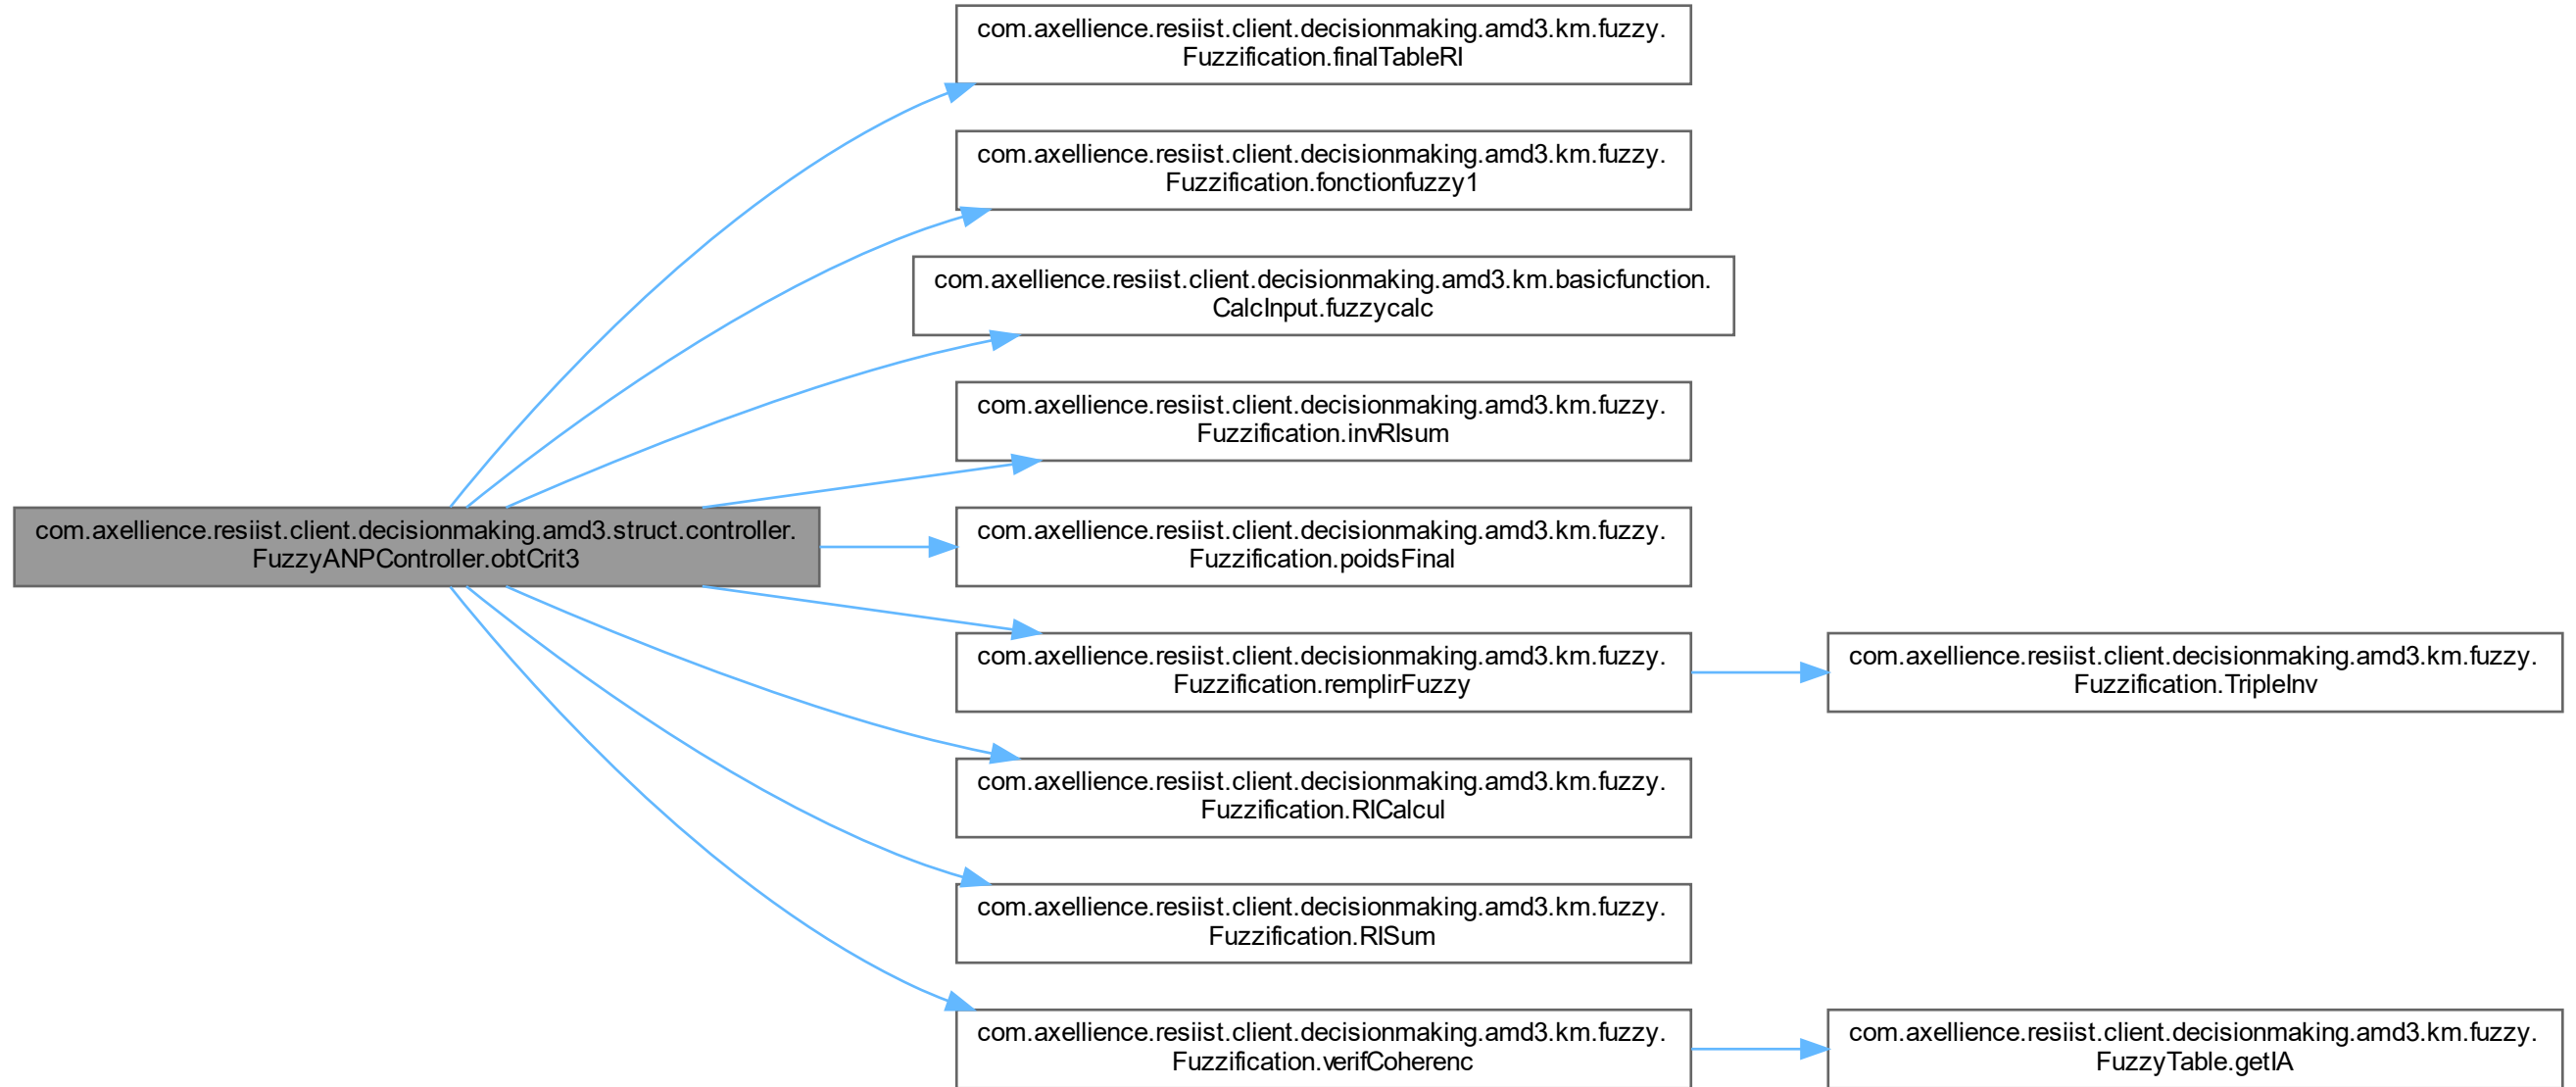 com.axellience.resiist.client.decisionmaking.amd3.km.fuzzy.
Fuzzification.finalTableRI
com.axellience.resiist.client.decisionmaking.amd3.km.fuzzy.
Fuzzification.fonctionfuzzy1
com.axellience.resiist.client.decisionmaking.amd3.km.basicfunction.
CalcInput.fuzzycalc
com.axellience.resiist.client.decisionmaking.amd3.km.fuzzy.
Fuzzification.invRIsum
com.axellience.resiist.client.decisionmaking.amd3.struct.controller.
FuzzyANPController.obtCrit3
com.axellience.resiist.client.decisionmaking.amd3.km.fuzzy.
Fuzzification.poidsFinal
com.axellience.resiist.client.decisionmaking.amd3.km.fuzzy.
Fuzzification.remplirFuzzy
com.axellience.resiist.client.decisionmaking.amd3.km.fuzzy.
Fuzzification.TripleInv
com.axellience.resiist.client.decisionmaking.amd3.km.fuzzy.
Fuzzification.RICalcul
com.axellience.resiist.client.decisionmaking.amd3.km.fuzzy.
Fuzzification.RISum
com.axellience.resiist.client.decisionmaking.amd3.km.fuzzy.
Fuzzification.verifCoherenc
com.axellience.resiist.client.decisionmaking.amd3.km.fuzzy.
FuzzyTable.getIA